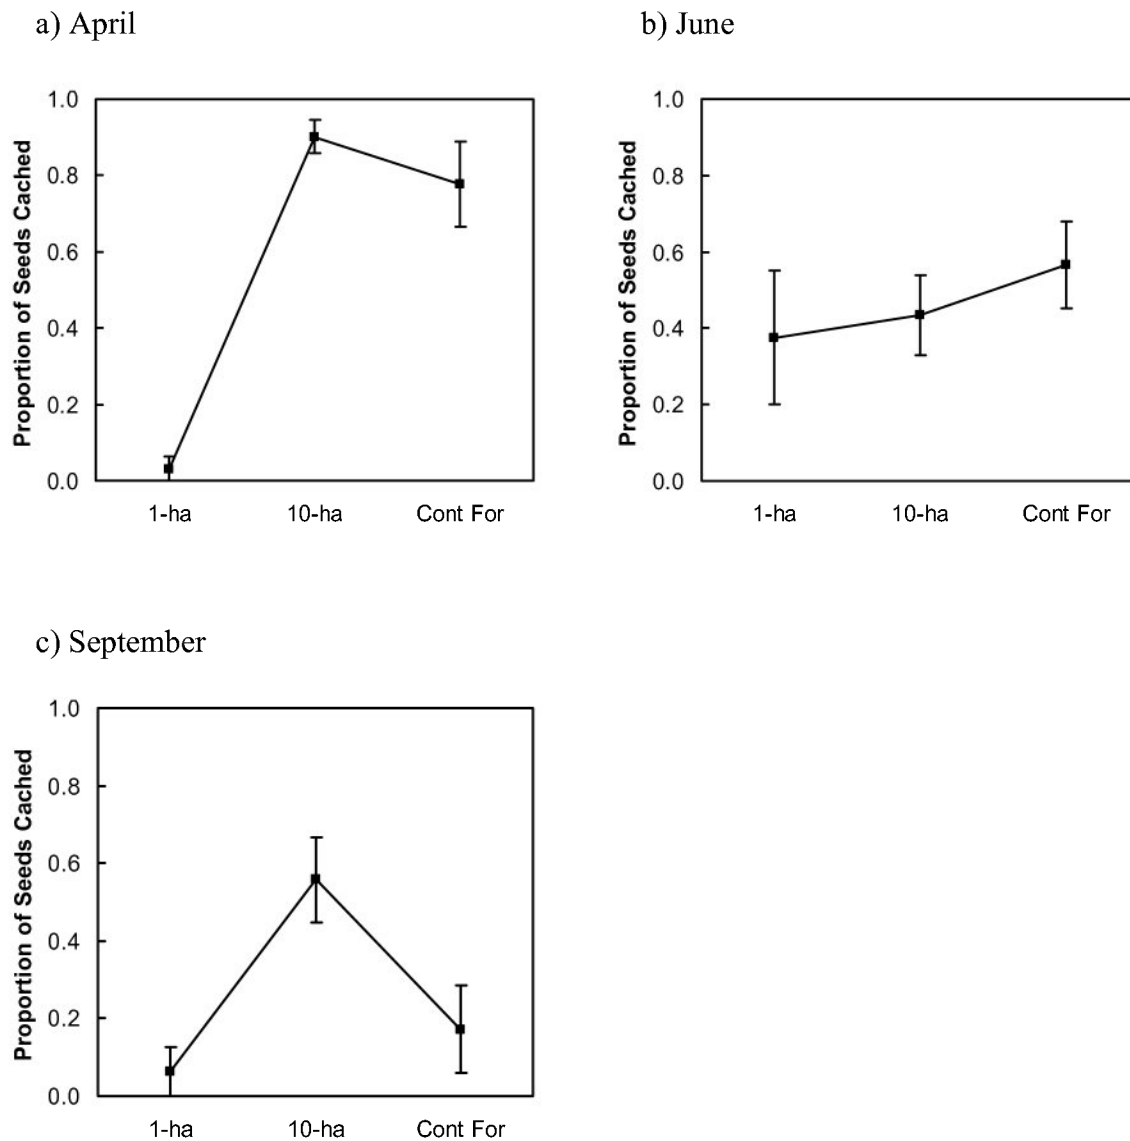 a) April
Proportion of Seeds Cached
1.0
0.8
0.6
0.4
0.2
0.0
1-ha 10-ha Cont For
b) June
Proportion of Seeds Cached
1.0
0.8
0.6
0.4
0.2
0.0
1-ha 10-ha Cont For
c) September
Proportion of Seeds Cached
1.0
0.8
0.6
0.4
0.2
0.0
1-ha 10-ha Cont For